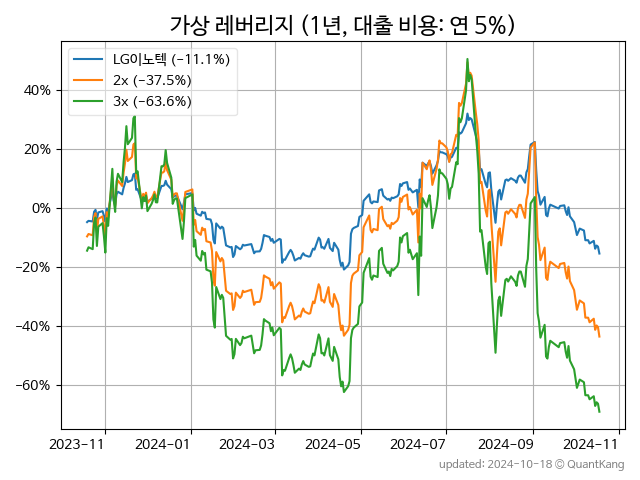 가상 레버리지 (1년, 대출 비용: 연 5%)
LG이노텍 (−11.1%)
2x (−37.5%)
3x (−63.6%)
40%
20%
0%
−20%
−40%
−60%
2023-11 2024-01 2024-03 2024-05 2024-07 2024-09 2024-11
updated: 2024-10-18 © QuantKang